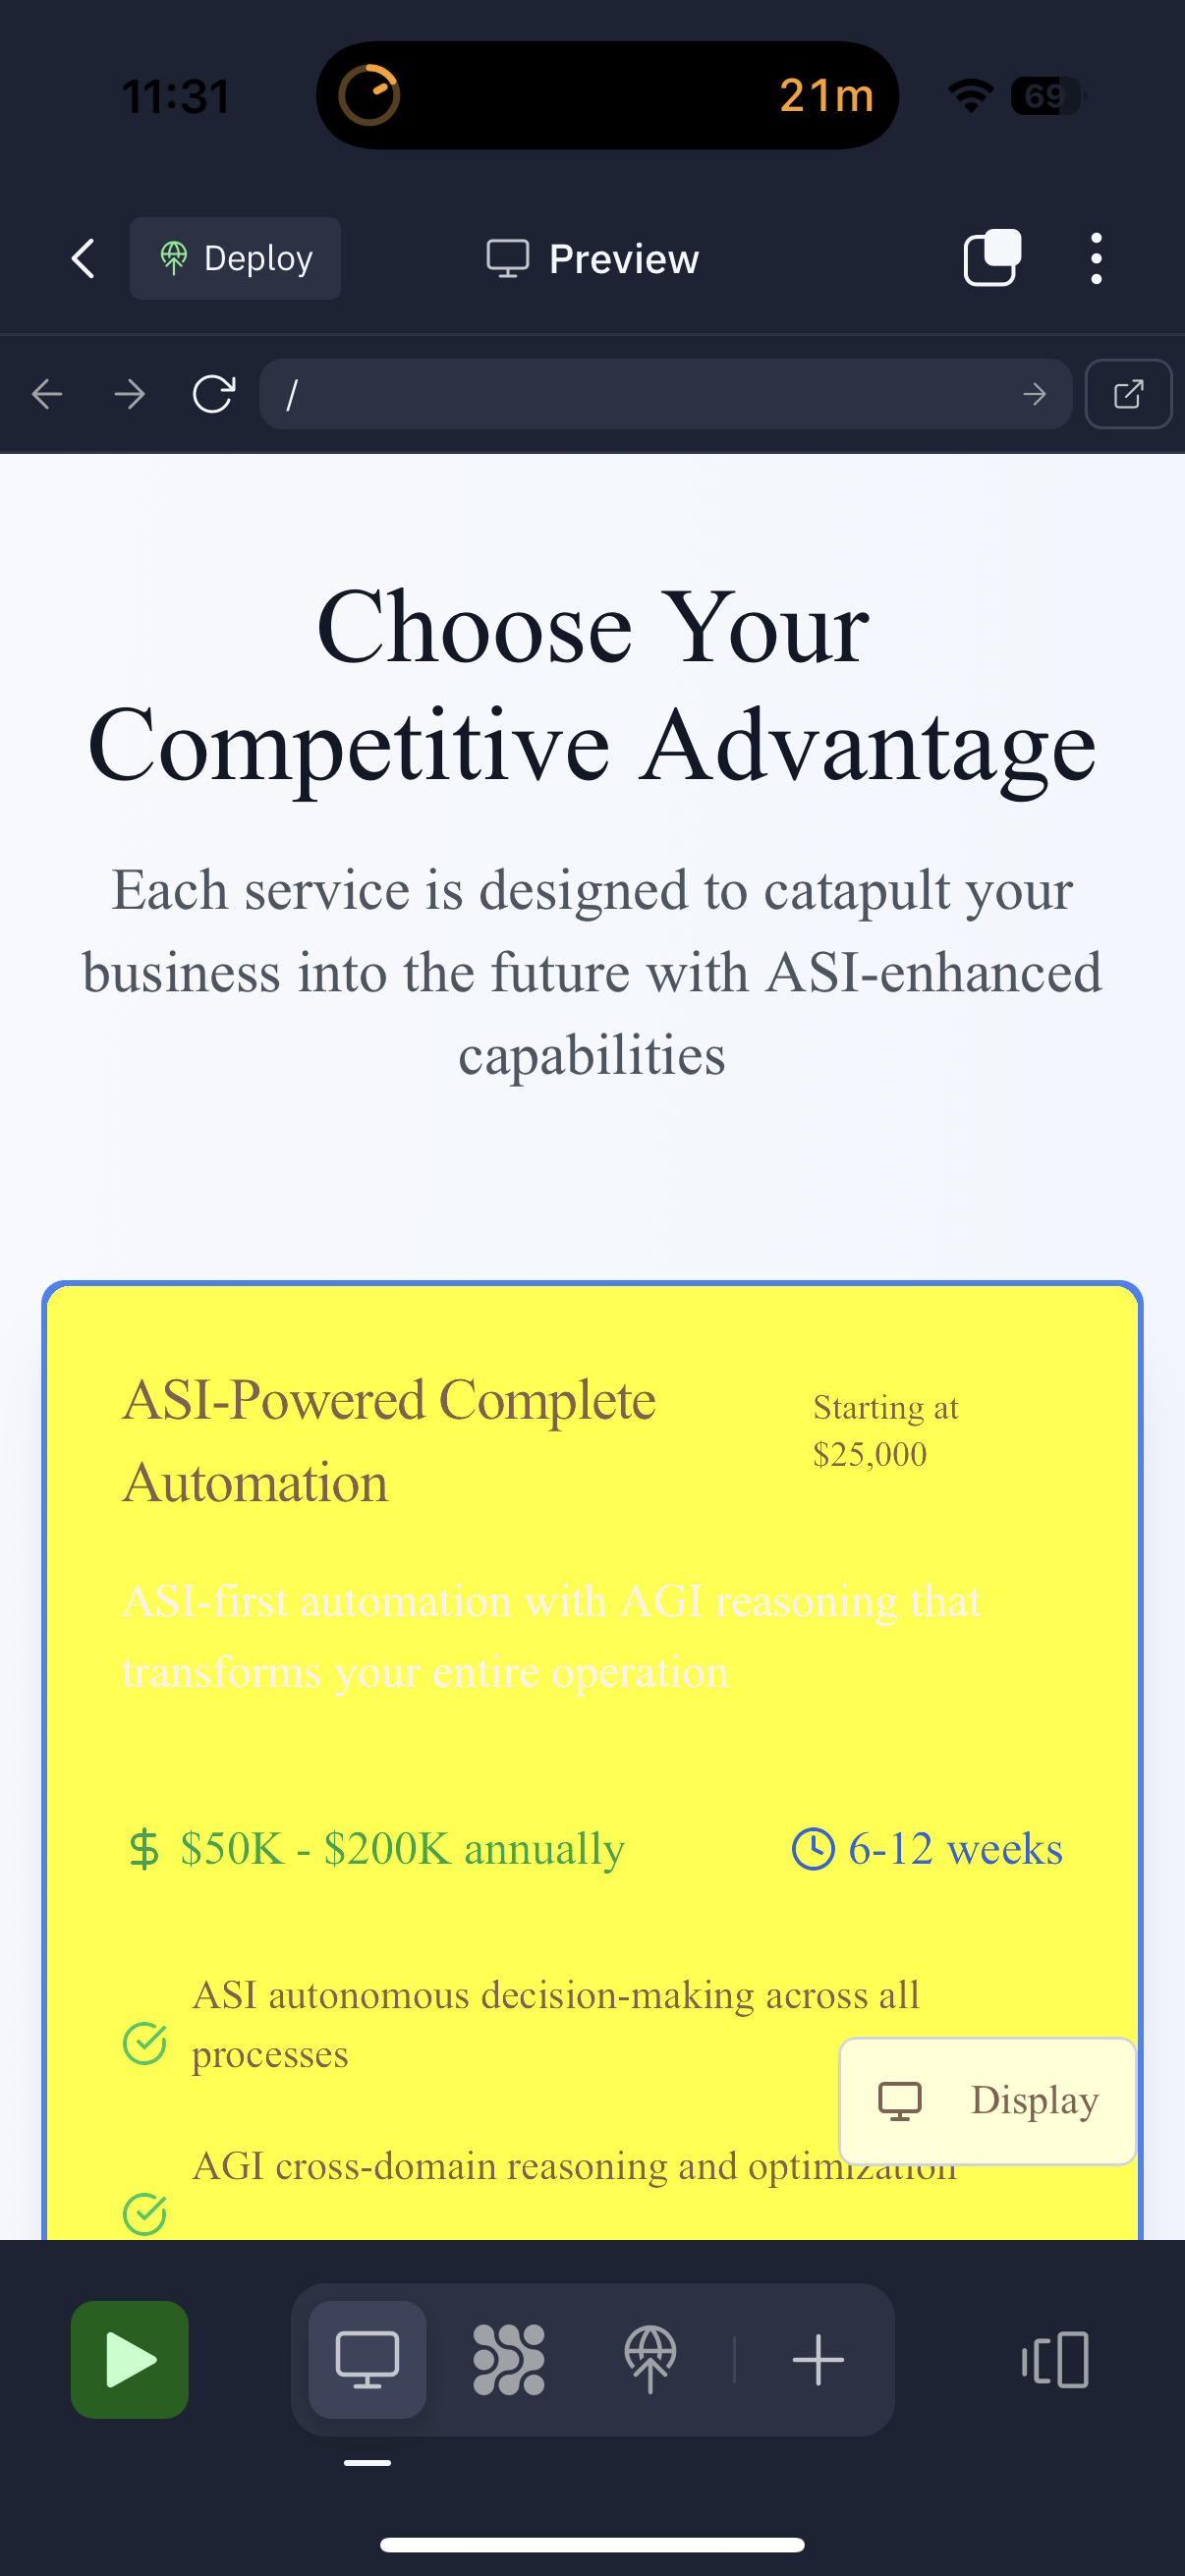 11:31
21m
69
Deploy
Preview
/
Choose Your
Competitive Advantage
Each service is designed to catapult your
business into the future with ASI-enhanced
capabilities
ASI-Powered Complete
Automation
Starting at
$25,000
ASI-first automation with AGI reasoning that
transforms your entire operation
$50K - $200K annually
6-12 weeks
ASI autonomous decision-making across all
processes
Display
AGI cross-domain reasoning and optimization